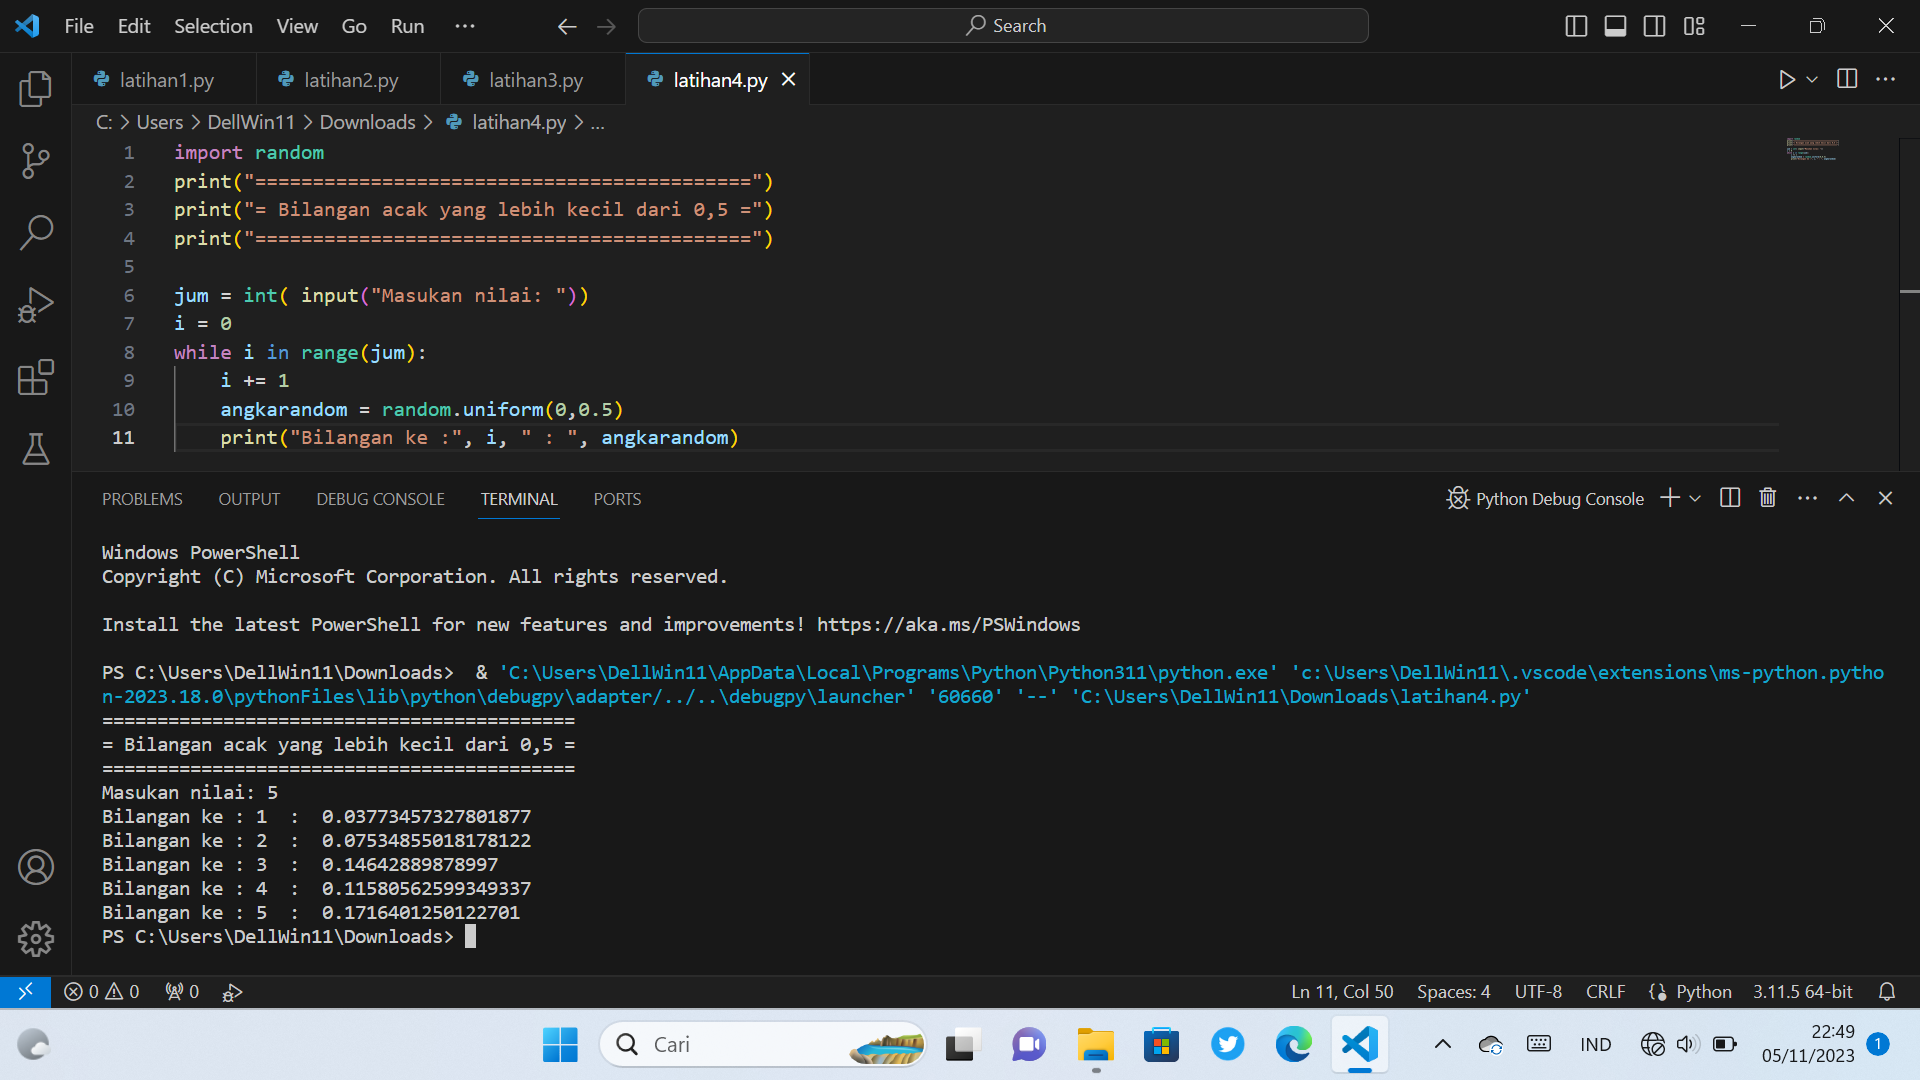 File Edit Selection View Go Run ...
Search
latihan1.py latihan2.py latihan3.py latihan4.py
C: > Users > DellWin11 > Downloads > latihan4.py > ...
1 import random
2 print("===========================================")
3 print("= Bilangan acak yang lebih kecil dari 0,5 =")
4 print("===========================================")
5
6 jum = int( input("Masukan nilai: "))
7 i = 0
8 while i in range(jum):
9 i += 1
10 angkarandom = random.uniform(0,0.5)
11 print("Bilangan ke :", i, " : ", angkarandom)
PROBLEMS OUTPUT DEBUG CONSOLE TERMINAL PORTS
Python Debug Console
Windows PowerShell
Copyright (C) Microsoft Corporation. All rights reserved.
Install the latest PowerShell for new features and improvements! https://aka.ms/PSWindows
PS C:\Users\DellWin11\Downloads>  & 'C:\Users\DellWin11\AppData\Local\Programs\Python\Python311\python.exe' 'c:\Users\DellWin11\.vscode\extensions\ms-python.pytho
n-2023.18.0\pythonFiles\lib\python\debugpy\adapter/../..\debugpy\launcher' '60660' '--' 'C:\Users\DellWin11\Downloads\latihan4.py'
===========================================
= Bilangan acak yang lebih kecil dari 0,5 =
===========================================
Masukan nilai: 5
Bilangan ke : 1  :  0.03773457327801877
Bilangan ke : 2  :  0.07534855018178122
Bilangan ke : 3  :  0.14642889878997
Bilangan ke : 4  :  0.11580562599349337
Bilangan ke : 5  :  0.1716401250122701
PS C:\Users\DellWin11\Downloads>
0 0 0
Ln 11, Col 50 Spaces: 4 UTF-8 CRLF Python 3.11.5 64-bit
Cari
IND
22:49
05/11/2023
1